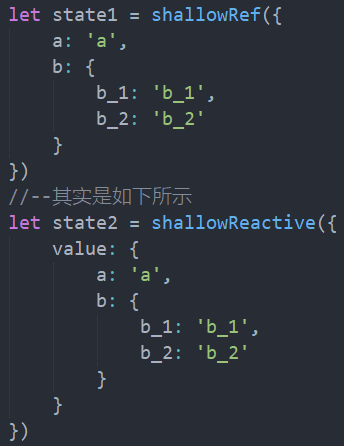 let state1 = shallowRef({
    a: 'a',
    b: {
        b_1: 'b_1',
        b_2: 'b_2'
    }
})
//--其实是如下所示
let state2 = shallowReactive({
    value: {
        a: 'a',
        b: {
            b_1: 'b_1',
            b_2: 'b_2'
        }
    }
})